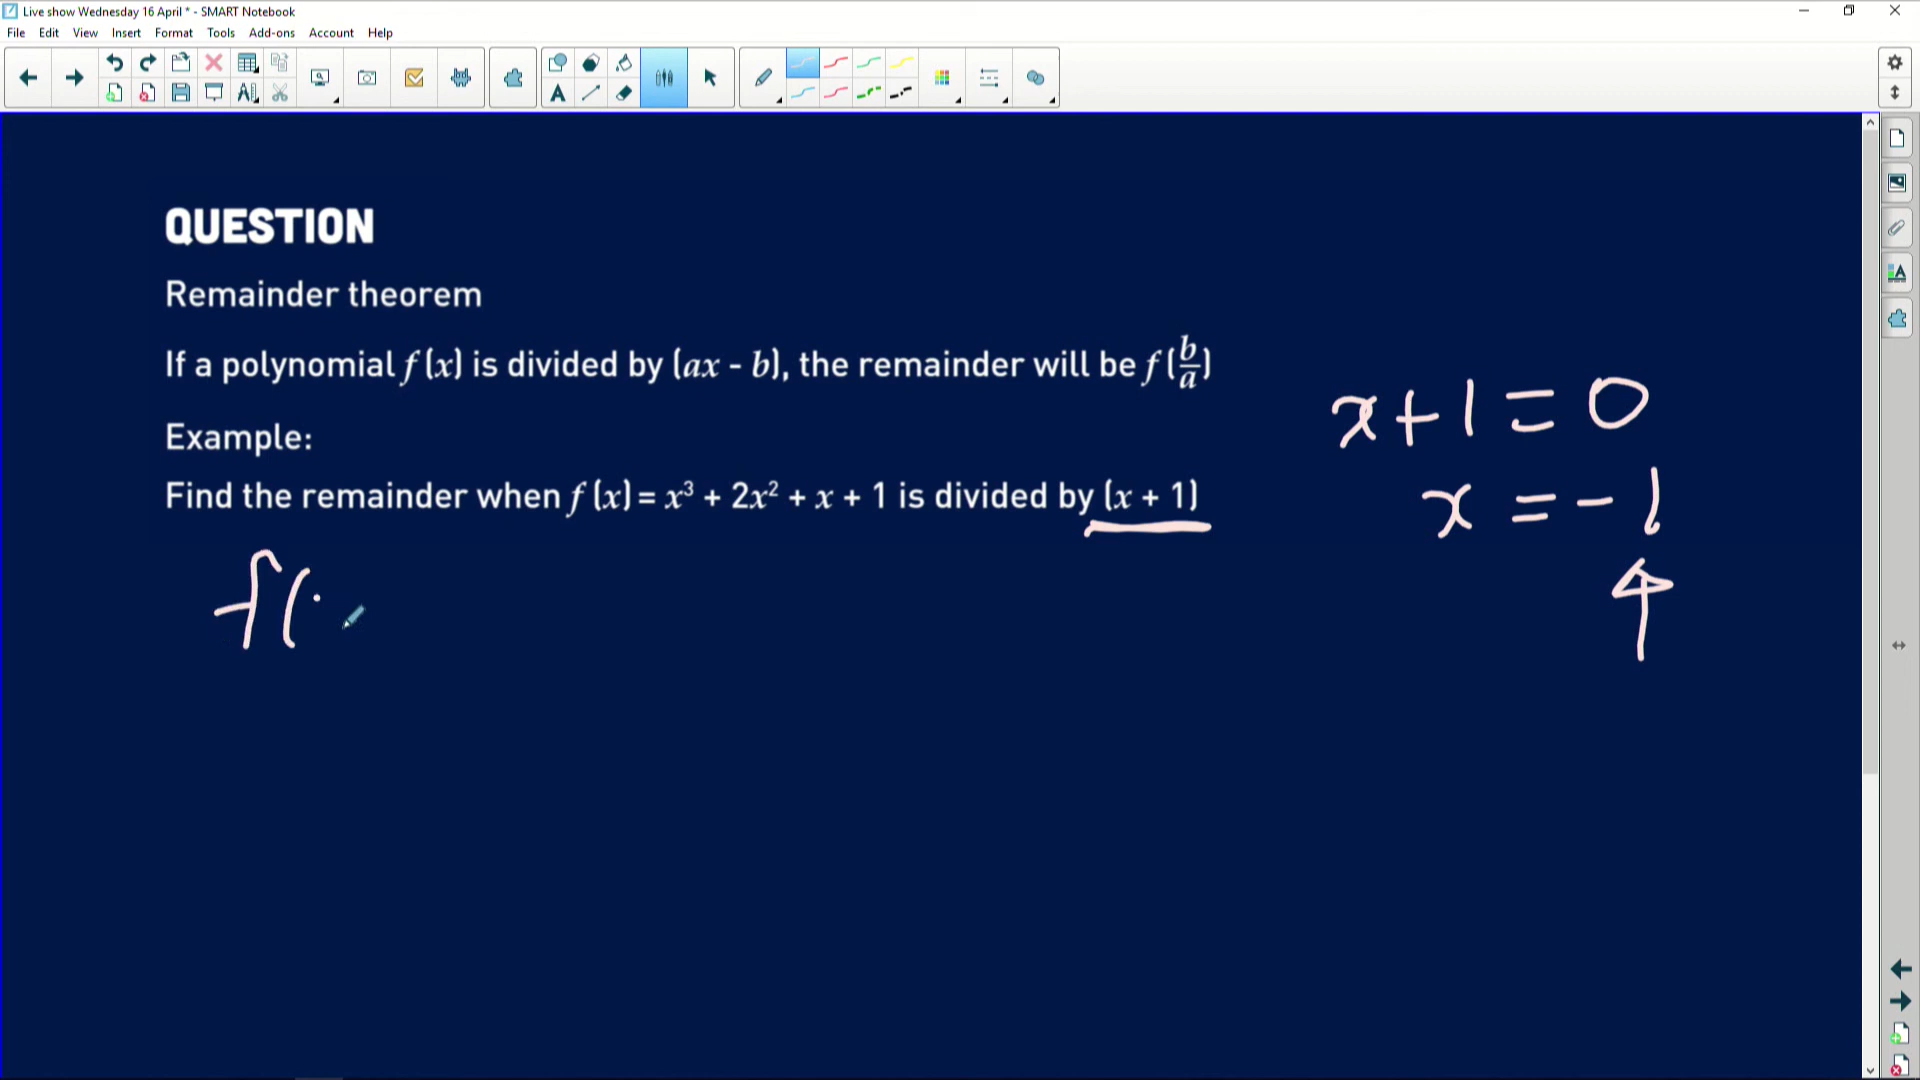 Live show Wednesday 16 April * - SMART Notebook
File Edit View Insert Format Tools Add-ons Account Help
QUESTION
Remainder theorem
If a polynomial f (x) is divided by (ax - b), the remainder will be f (b/a)
Example:
Find the remainder when f (x) = x³ + 2x² + x + 1 is divided by (x + 1)
x+1=0
x = -1
f(